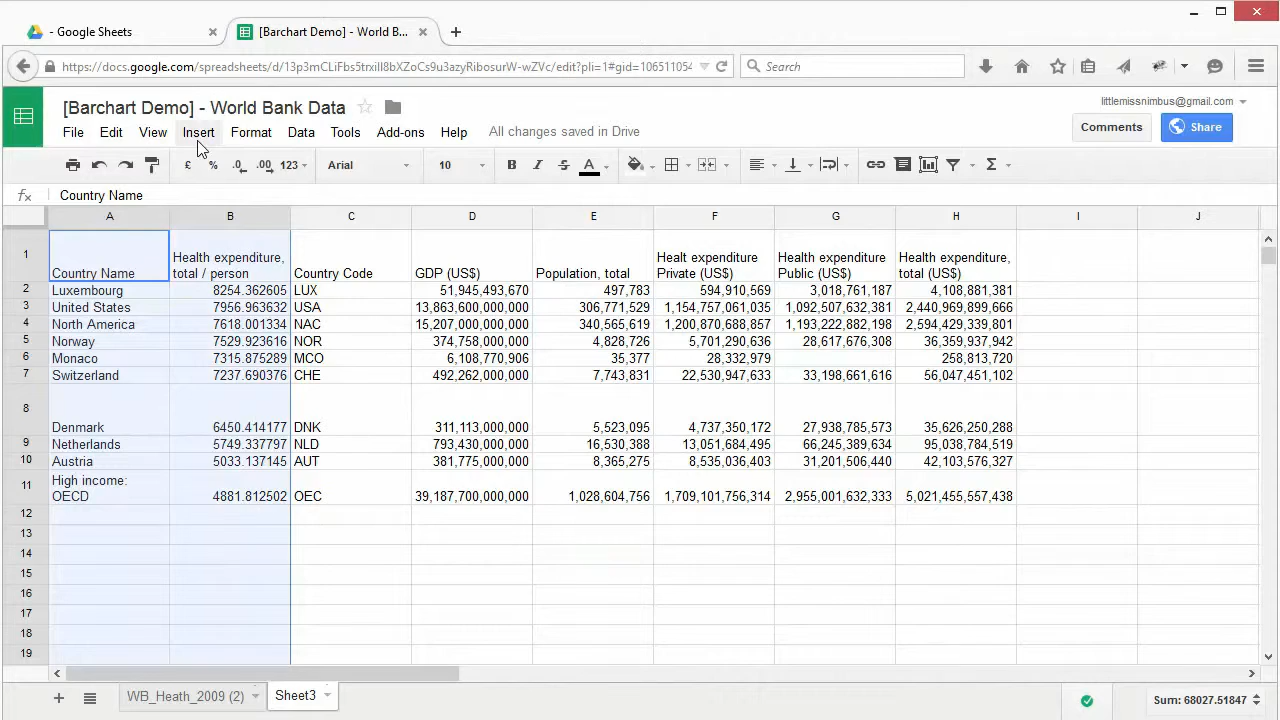 - Google Sheets
[Barchart Demo] - World B...
https://docs.google.com/spreadsheets/d/13p3mCLiFbs5trxill8bXZoCs9u3azyRibosurW-wZVc/edit?pli=1#gid=106511054
Search
[Barchart Demo] - World Bank Data
littlemissnimbus@gmail.com
File Edit View Insert Format Data Tools Add-ons Help All changes saved in Drive
Comments Share
£ % .0 .00 123 Arial 10 B I S A Σ
fx Country Name
A B C D E F G H I J
1 Country Name Health expenditure, total / person Country Code GDP (US$) Population, total Healt expenditure Private (US$) Health expenditure Public (US$) Health expenditure, total (US$)
2 Luxembourg 8254.362605 LUX 51,945,493,670 497,783 594,910,569 3,018,761,187 4,108,881,381
3 United States 7956.963632 USA 13,863,600,000,000 306,771,529 1,154,757,061,035 1,092,507,632,381 2,440,969,899,666
4 North America 7618.001334 NAC 15,207,000,000,000 340,565,619 1,200,870,688,857 1,193,222,882,198 2,594,429,339,801
5 Norway 7529.923616 NOR 374,758,000,000 4,828,726 5,701,290,636 28,617,676,308 36,359,937,942
6 Monaco 7315.875289 MCO 6,108,770,906 35,377 28,332,979 258,813,720
7 Switzerland 7237.690376 CHE 492,262,000,000 7,743,831 22,530,947,633 33,198,661,616 56,047,451,102
8 Denmark 6450.414177 DNK 311,113,000,000 5,523,095 4,737,350,172 27,938,785,573 35,626,250,288
9 Netherlands 5749.337797 NLD 793,430,000,000 16,530,388 13,051,684,495 66,245,389,634 95,038,784,519
10 Austria 5033.137145 AUT 381,775,000,000 8,365,275 8,535,036,403 31,201,506,440 42,103,576,327
11 High income: OECD 4881.812502 OEC 39,187,700,000,000 1,028,604,756 1,709,101,756,314 2,955,001,632,333 5,021,455,557,438
12
13
14
15
16
17
18
19
WB_Heath_2009 (2) Sheet3 Sum: 68027.51847